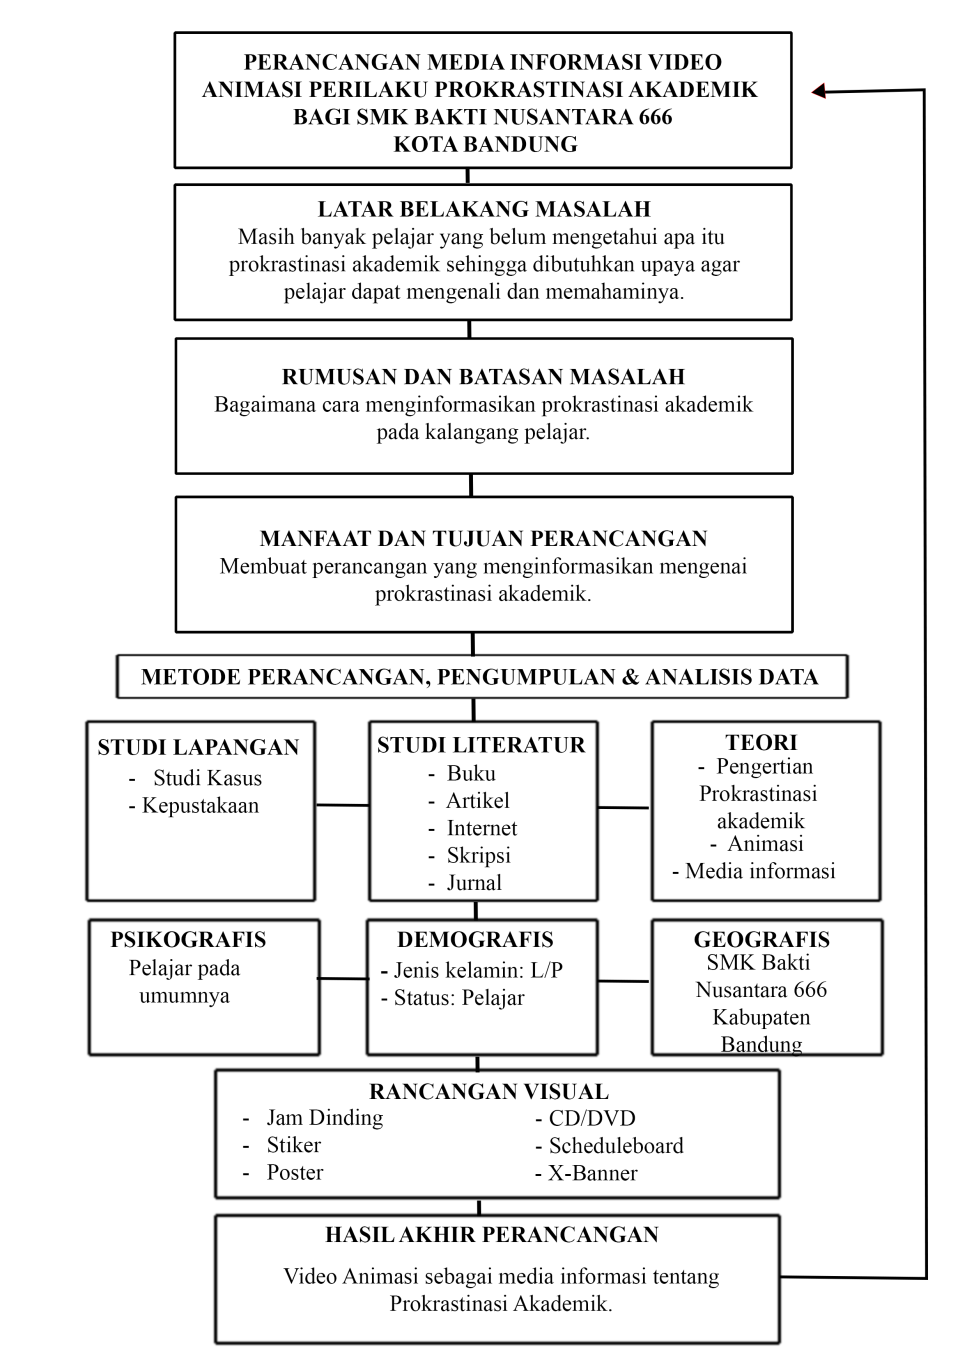 PERANCANGAN MEDIA INFORMASI VIDEO
ANIMASI PERILAKU PROKRASTINASI AKADEMIK
BAGI SMK BAKTI NUSANTARA 666
KOTA BANDUNG
LATAR BELAKANG MASALAH
Masih banyak pelajar yang belum mengetahui apa itu
prokrastinasi akademik sehingga dibutuhkan upaya agar
pelajar dapat mengenali dan memahaminya.
RUMUSAN DAN BATASAN MASALAH
Bagaimana cara menginformasikan prokrastinasi akademik
pada kalangang pelajar.
MANFAAT DAN TUJUAN PERANCANGAN
Membuat perancangan yang menginformasikan mengenai
prokrastinasi akademik.
METODE PERANCANGAN, PENGUMPULAN & ANALISIS DATA
STUDI LAPANGAN
- Studi Kasus
- Kepustakaan
STUDI LITERATUR
- Buku
- Artikel
- Internet
- Skripsi
- Jurnal
TEORI
- Pengertian
Prokrastinasi
akademik
- Animasi
- Media informasi
PSIKOGRAFIS
Pelajar pada
umumnya
DEMOGRAFIS
- Jenis kelamin: L/P
- Status: Pelajar
GEOGRAFIS
SMK Bakti
Nusantara 666
Kabupaten
Bandung
RANCANGAN VISUAL
- Jam Dinding
- Stiker
- Poster
- CD/DVD
- Scheduleboard
- X-Banner
HASIL AKHIR PERANCANGAN
Video Animasi sebagai media informasi tentang
Prokrastinasi Akademik.